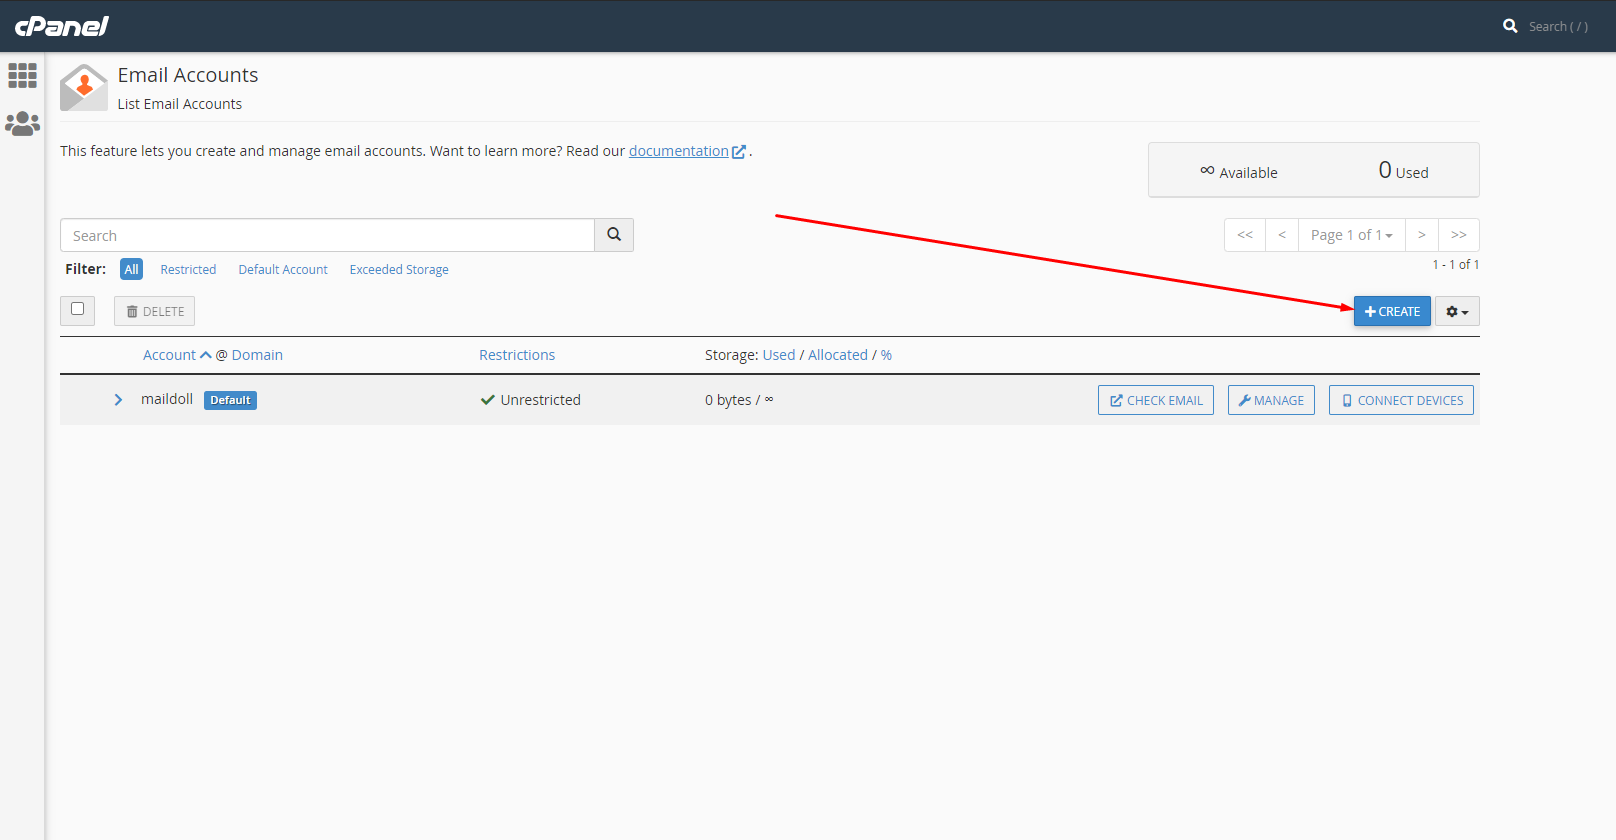 cPanel
Search ( / )
Email Accounts
List Email Accounts
This feature lets you create and manage email accounts. Want to learn more? Read our documentation .
∞ Available 0 Used
Search
<< < Page 1 of 1 > >>
Filter: All Restricted Default Account Exceeded Storage
1 - 1 of 1
DELETE
CREATE
Account @ Domain Restrictions Storage: Used / Allocated / %
maildoll Default Unrestricted 0 bytes / ∞ CHECK EMAIL MANAGE CONNECT DEVICES